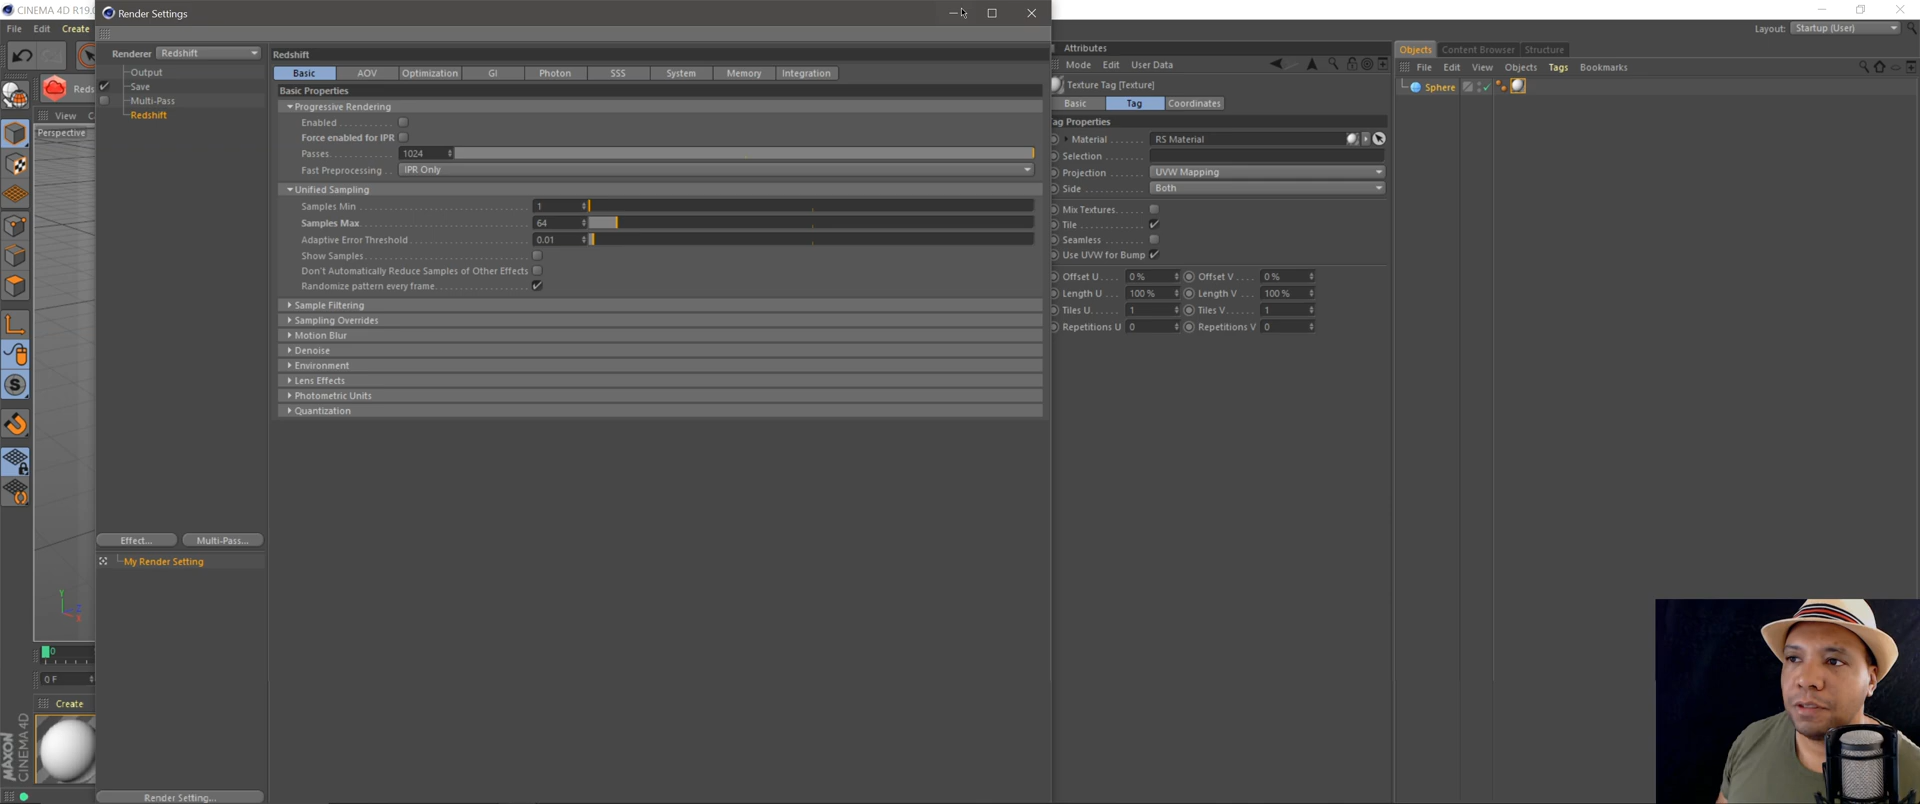 CINEMA 4D R19.0
File Edit Create
Reds
View C
Perspective
Y
Z
X
0
0 F
Create
MAXON CINEMA 4D
Render Settings
Renderer Redshift
Output
Save
Multi-Pass
Redshift
Effect... Multi-Pass...
My Render Setting
Render Setting...
Redshift
Basic AOV Optimization GI Photon SSS System Memory Integration
Basic Properties
Progressive Rendering
Enabled
Force enabled for IPR
Passes 1024
Fast Preprocessing IPR Only
Unified Sampling
Samples Min 1
Samples Max 64
Adaptive Error Threshold 0.01
Show Samples
Don't Automatically Reduce Samples of Other Effects
Randomize pattern every frame
Sample Filtering
Sampling Overrides
Motion Blur
Denoise
Environment
Lens Effects
Photometric Units
Quantization
Attributes
Mode Edit User Data
Texture Tag [Texture]
Basic Tag Coordinates
ag Properties
Material RS Material
Selection
Projection UVW Mapping
Side Both
Mix Textures
Tile
Seamless
Use UVW for Bump
Offset U 0 % Offset V 0 %
Length U 100 % Length V 100 %
Tiles U 1 Tiles V 1
Repetitions U 0 Repetitions V 0
Layout: Startup (User)
Objects Content Browser Structure
File Edit View Objects Tags Bookmarks
Sphere